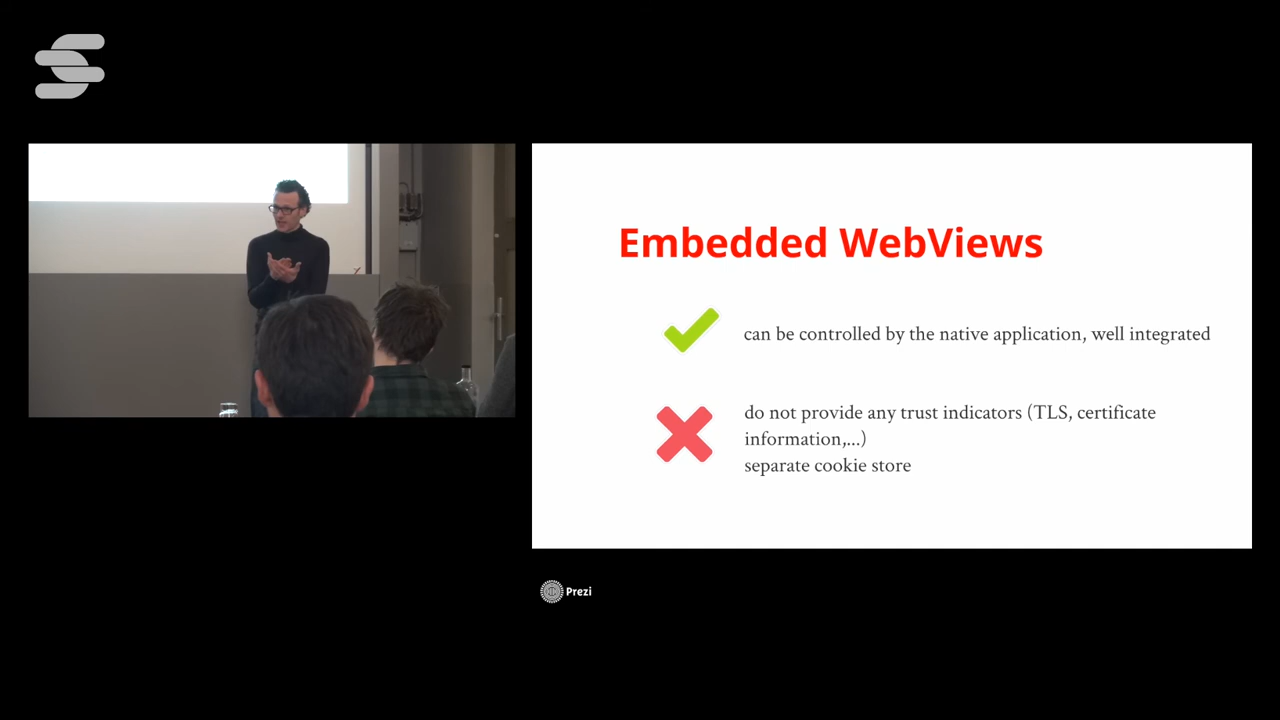 Embedded WebViews
can be controlled by the native application, well integrated
do not provide any trust indicators (TLS, certificate
information,...)
separate cookie store
Prezi